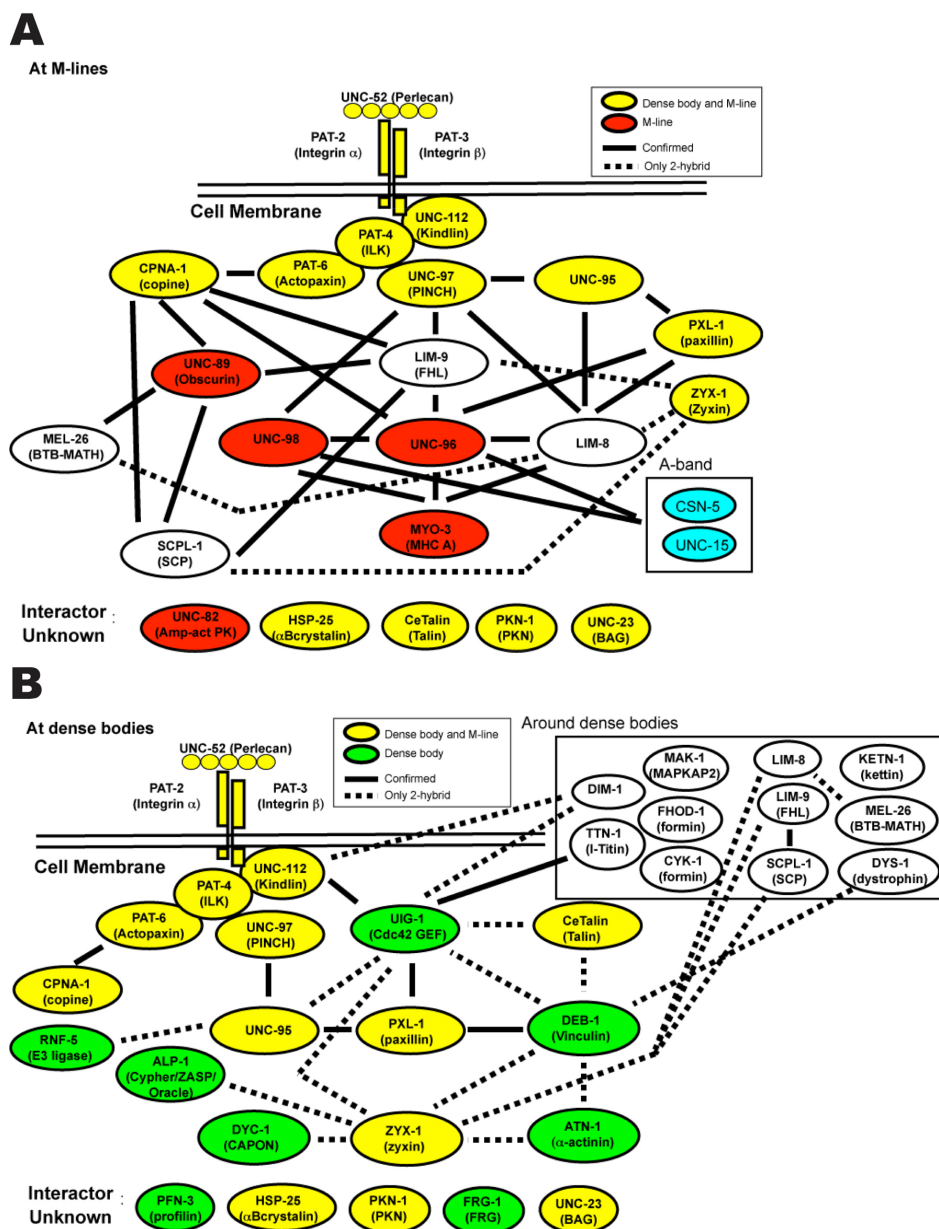 A
At M-lines
UNC-52 (Perlecan)
PAT-2
(Integrin α)
PAT-3
(Integrin β)
Dense body and M-line
M-line
Confirmed
Only 2-hybrid
Cell Membrane
UNC-112
(Kindlin)
PAT-4
(ILK)
CPNA-1
(copine)
PAT-6
(Actopaxin)
UNC-97
(PINCH)
UNC-95
PXL-1
(paxillin)
UNC-89
(Obscurin)
LIM-9
(FHL)
ZYX-1
(Zyxin)
MEL-26
(BTB-MATH)
UNC-98
UNC-96
LIM-8
A-band
CSN-5
UNC-15
MYO-3
(MHC A)
SCPL-1
(SCP)
Interactor :
Unknown
UNC-82
(Amp-act PK)
HSP-25
(αBcrystalin)
CeTalin
(Talin)
PKN-1
(PKN)
UNC-23
(BAG)
B
At dense bodies
UNC-52 (Perlecan)
PAT-2
(Integrin α)
PAT-3
(Integrin β)
Dense body and M-line
Dense body
Confirmed
Only 2-hybrid
Around dense bodies
MAK-1
(MAPKAP2)
LIM-8
KETN-1
(kettin)
DIM-1
FHOD-1
(formin)
LIM-9
(FHL)
MEL-26
(BTB-MATH)
TTN-1
(I-Titin)
CYK-1
(formin)
SCPL-1
(SCP)
DYS-1
(dystrophin)
Cell Membrane
UNC-112
(Kindlin)
PAT-4
(ILK)
PAT-6
(Actopaxin)
UNC-97
(PINCH)
UIG-1
(Cdc42 GEF)
CeTalin
(Talin)
CPNA-1
(copine)
RNF-5
(E3 ligase)
UNC-95
PXL-1
(paxillin)
DEB-1
(Vinculin)
ALP-1
(Cypher/ZASP/
Oracle)
DYC-1
(CAPON)
ZYX-1
(zyxin)
ATN-1
(α-actinin)
Interactor :
Unknown
PFN-3
(profilin)
HSP-25
(αBcrystalin)
PKN-1
(PKN)
FRG-1
(FRG)
UNC-23
(BAG)